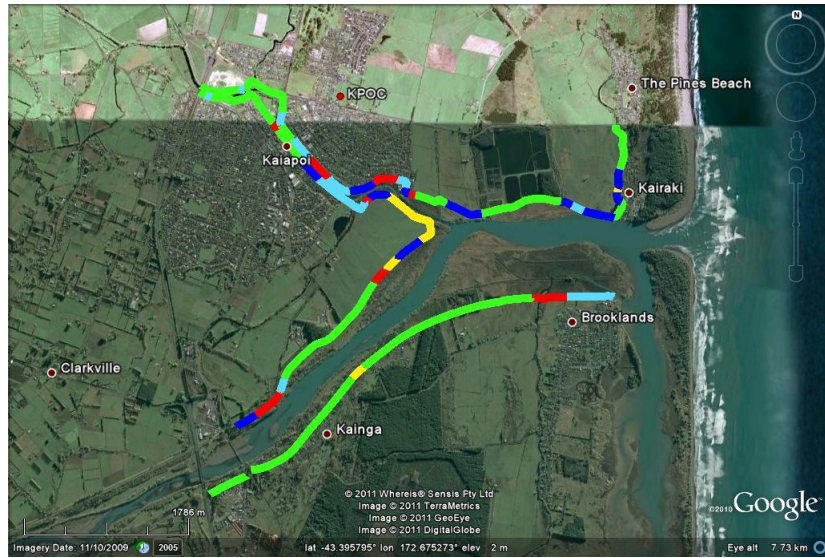 N
The Pines Beach
KPOC
Kaiapoi
Kairaki
Brooklands
Clarkville
Kainga
© 2011 Whereis® Sensis Pty Ltd
Image © 2011 TerraMetrics
Image © 2011 GeoEye
Image © 2011 DigitalGlobe
1786 m
©2010 Google™
Imagery Date: 11/10/2009 2005 lat -43.395795° lon 172.675273° elev 2 m Eye alt 7.73 km